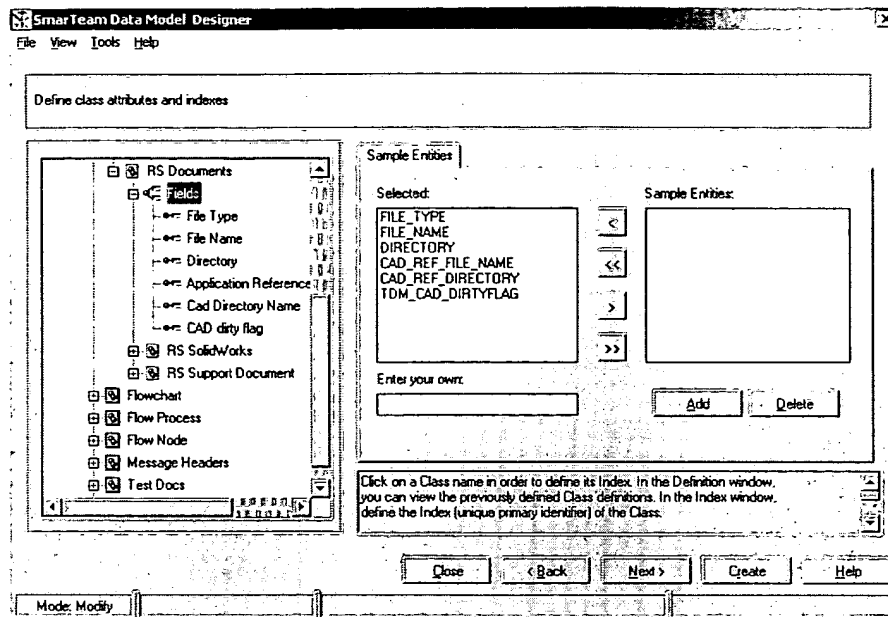 SmarTeam Data Model Designer
File View Tools Help
Define class attributes and indexes
RS Documents
Fields
File Type
File Name
Directory
Application Reference
Cad Directory Name
CAD dirty flag
RS SolidWorks
RS Support Document
Flowchart
Flow Process
Flow Node
Message Headers
Test Docs
Sample Entities
Selected:
FILE_TYPE
FILE_NAME
DIRECTORY
CAD_REF_FILE_NAME
CAD_REF_DIRECTORY
TDM_CAD_DIRTYFLAG
<
<<
>
>>
Sample Entities:
Enter your own:
Add Delete
Click on a Class name in order to define its Index. In the Definition window,
you can view the previously defined Class definitions. In the Index window,
define the Index (unique primary identifier) of the Class.
Close < Back Next > Create Help
Mode: Modify